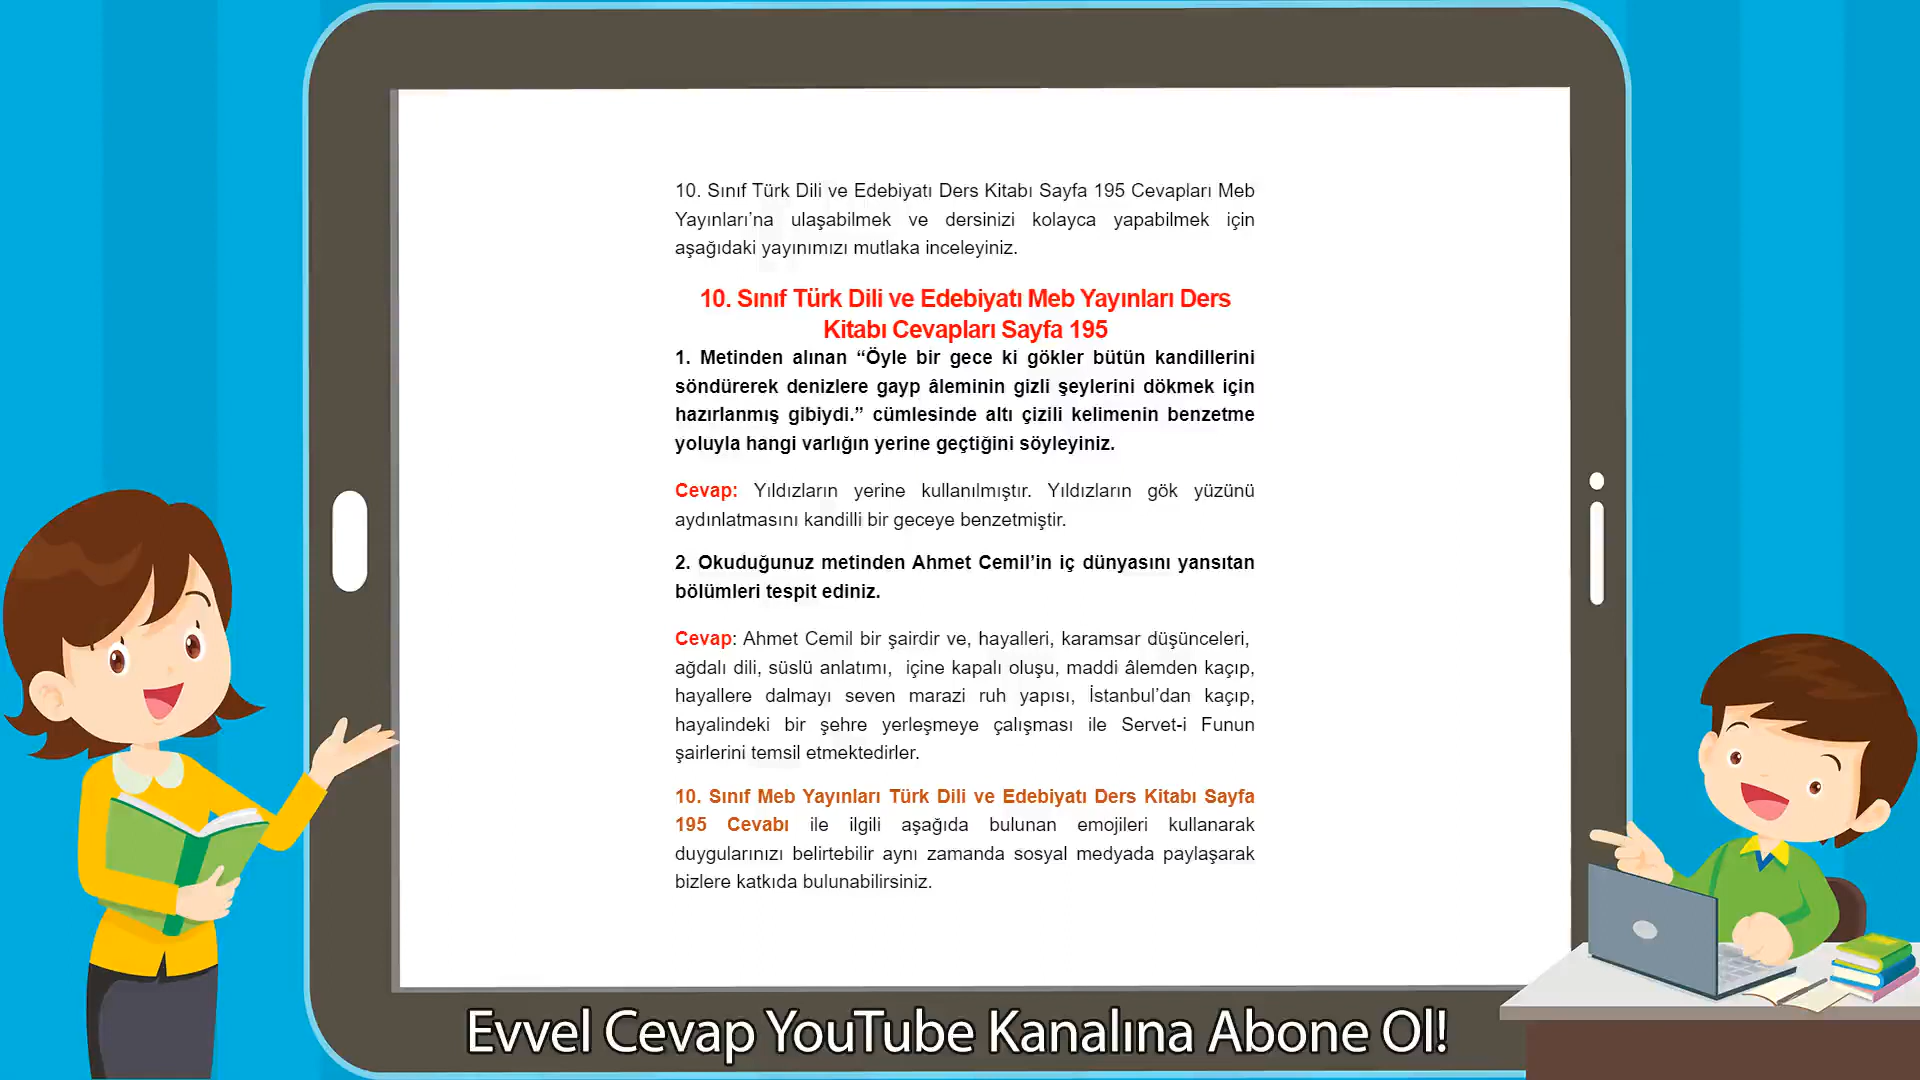 10. Sınıf Türk Dili ve Edebiyatı Ders Kitabı Sayfa 195 Cevapları Meb
Yayınları’na ulaşabilmek ve dersinizi kolayca yapabilmek için
aşağıdaki yayınımızı mutlaka inceleyiniz.
10. Sınıf Türk Dili ve Edebiyatı Meb Yayınları Ders
Kitabı Cevapları Sayfa 195
1. Metinden alınan “Öyle bir gece ki gökler bütün kandillerini
söndürerek denizlere gayp âleminin gizli şeylerini dökmek için
hazırlanmış gibiydi.” cümlesinde altı çizili kelimenin benzetme
yoluyla hangi varlığın yerine geçtiğini söyleyiniz.
Cevap: Yıldızların yerine kullanılmıştır. Yıldızların gök yüzünü
aydınlatmasını kandilli bir geceye benzetmiştir.
2. Okuduğunuz metinden Ahmet Cemil’in iç dünyasını yansıtan
bölümleri tespit ediniz.
Cevap: Ahmet Cemil bir şairdir ve, hayalleri, karamsar düşünceleri,
ağdalı dili, süslü anlatımı, içine kapalı oluşu, maddi âlemden kaçıp,
hayallere dalmayı seven marazi ruh yapısı, İstanbul’dan kaçıp,
hayalindeki bir şehre yerleşmeye çalışması ile Servet-i Funun
şairlerini temsil etmektedirler.
10. Sınıf Meb Yayınları Türk Dili ve Edebiyatı Ders Kitabı Sayfa
195 Cevabı ile ilgili aşağıda bulunan emojileri kullanarak
duygularınızı belirtebilir aynı zamanda sosyal medyada paylaşarak
bizlere katkıda bulunabilirsiniz.
Evvel Cevap YouTube Kanalına Abone Ol!